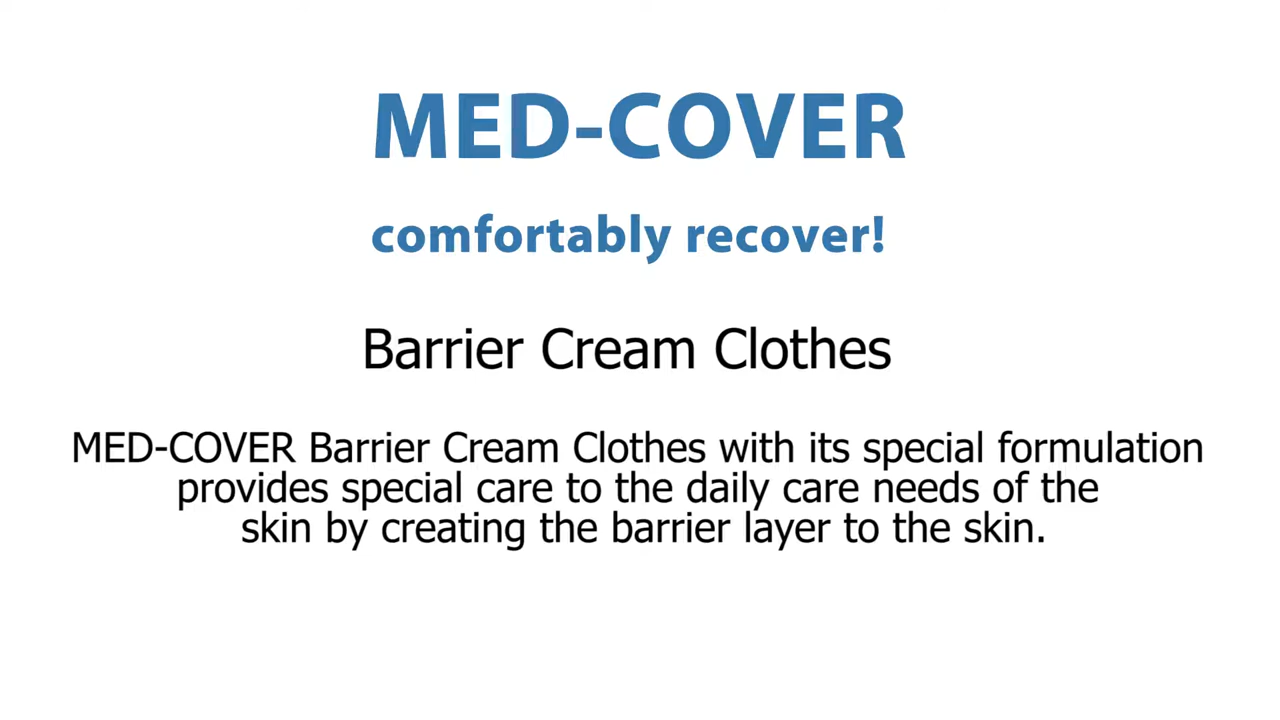 MED-COVER
comfortably recover!
Barrier Cream Clothes
MED-COVER Barrier Cream Clothes with its special formulation
provides special care to the daily care needs of the
skin by creating the barrier layer to the skin.